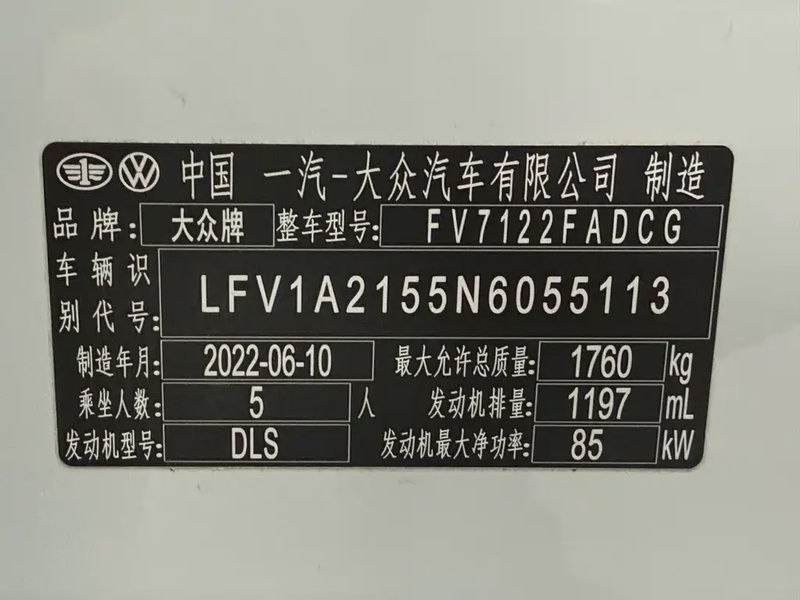 中国 一汽-大众汽车有限公司 制造
品牌: 大众牌 整车型号: FV7122FADCG
车辆识别代号: LFV1A2155N6055113
制造年月: 2022-06-10 最大允许总质量: 1760 kg
乘坐人数: 5 人 发动机排量: 1197 mL
发动机型号: DLS 发动机最大净功率: 85 kW